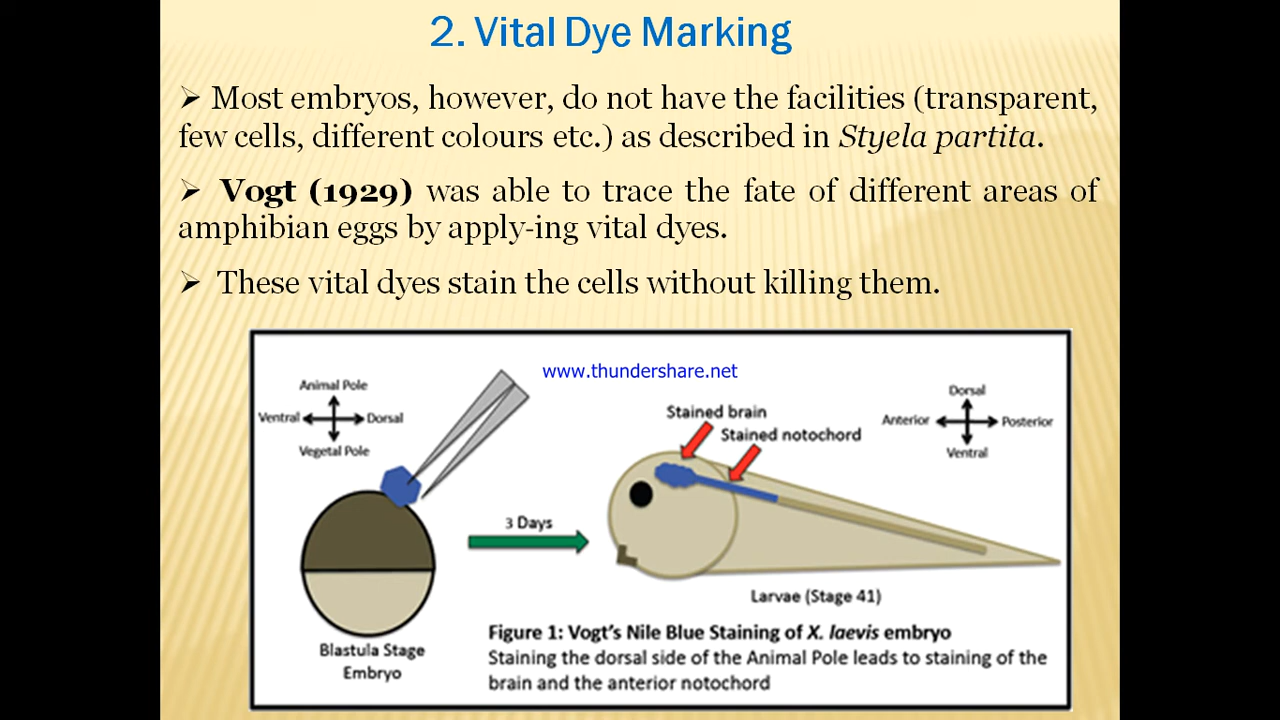 2. Vital Dye Marking
➢ Most embryos, however, do not have the facilities (transparent,
few cells, different colours etc.) as described in Styela partita.
➢ Vogt (1929) was able to trace the fate of different areas of
amphibian eggs by apply-ing vital dyes.
➢ These vital dyes stain the cells without killing them.
www.thundershare.net
Animal Pole
Ventral
Dorsal
Vegetal Pole
Stained brain
Stained notochord
Dorsal
Anterior
Posterior
Ventral
3 Days
Blastula Stage
Embryo
Larvae (Stage 41)
Figure 1: Vogt's Nile Blue Staining of X. laevis embryo
Staining the dorsal side of the Animal Pole leads to staining of the
brain and the anterior notochord